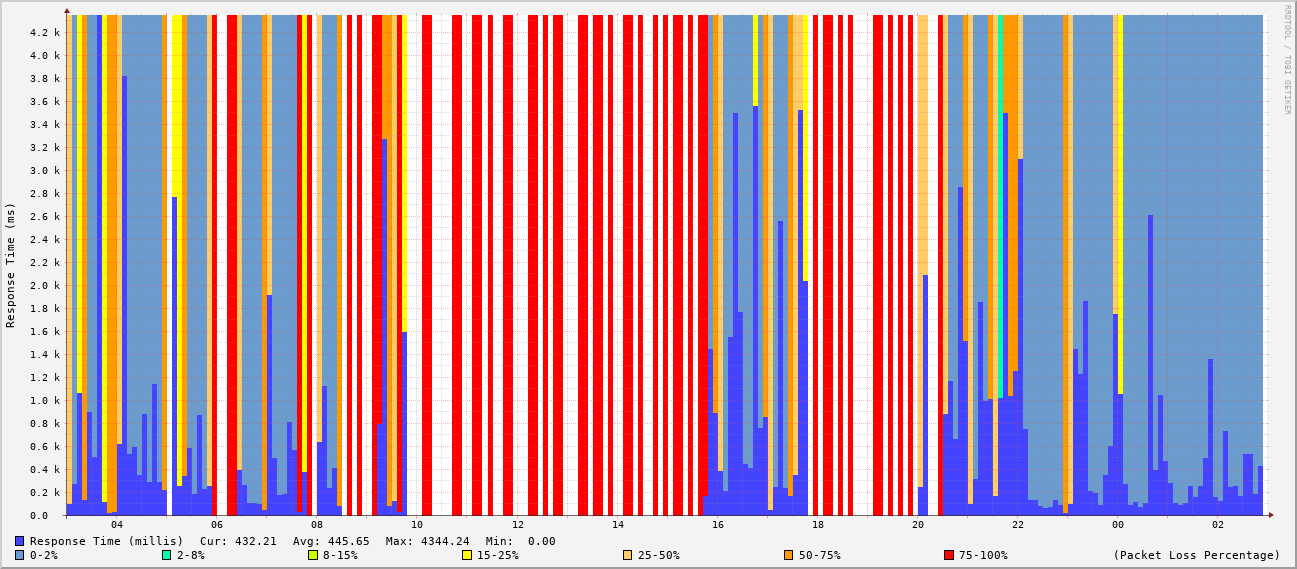 RRDTOOL / TOBI OETIKER
Response Time (ms)
4.2 k
4.0 k
3.8 k
3.6 k
3.4 k
3.2 k
3.0 k
2.8 k
2.6 k
2.4 k
2.2 k
2.0 k
1.8 k
1.6 k
1.4 k
1.2 k
1.0 k
0.8 k
0.6 k
0.4 k
0.2 k
0.0
04 06 08 10 12 14 16 18 20 22 00 02
Response Time (millis) Cur: 432.21 Avg: 445.65 Max: 4344.24 Min: 0.00
0-2% 2-8% 8-15% 15-25% 25-50% 50-75% 75-100% (Packet Loss Percentage)